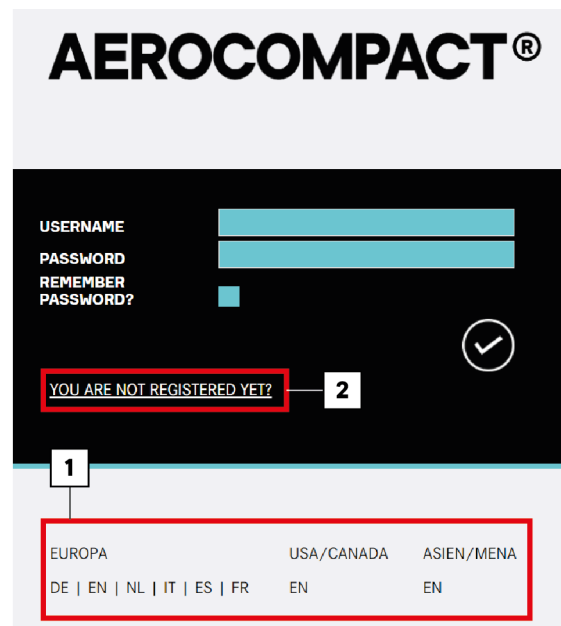 AEROCOMPACT®
USERNAME
PASSWORD
REMEMBER
PASSWORD?
YOU ARE NOT REGISTERED YET?
2
1
EUROPA USA/CANADA ASIEN/MENA
DE | EN | NL | IT | ES | FR EN EN